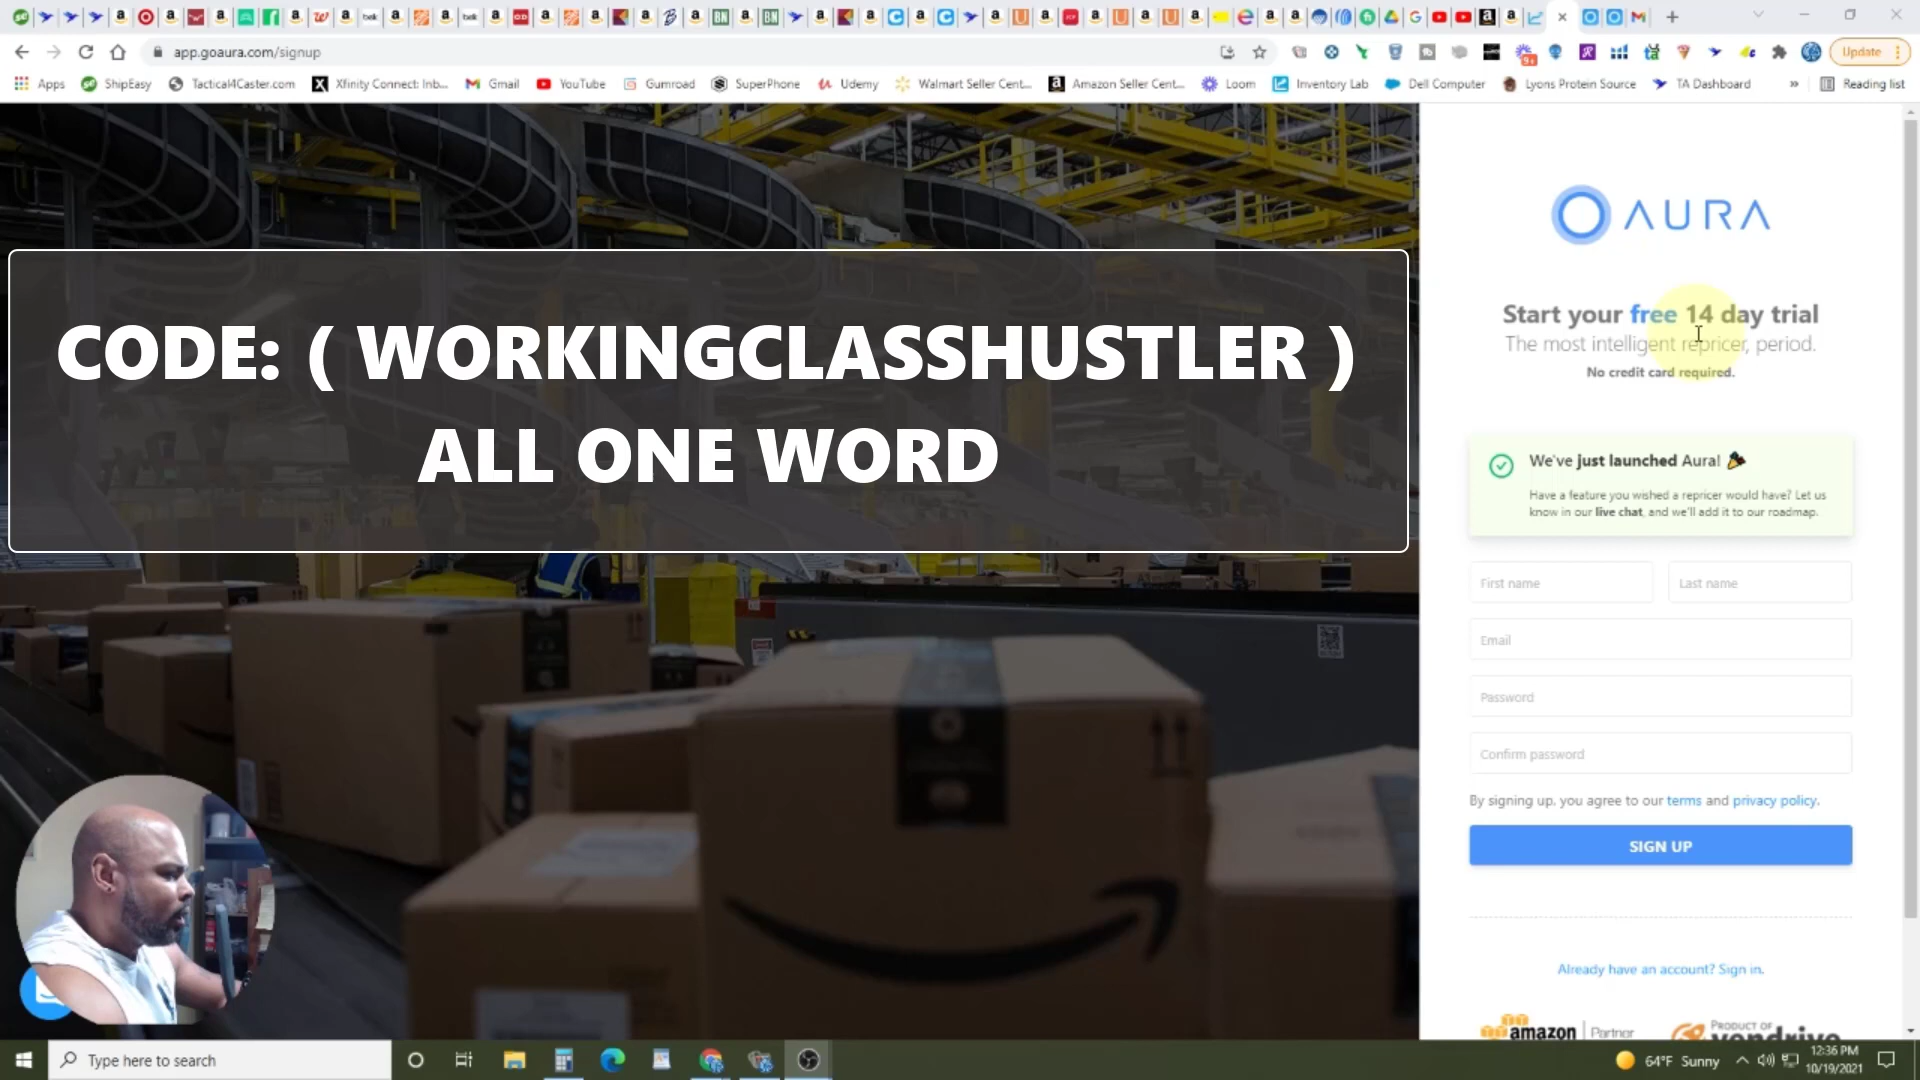 app.goaura.com/signup
Update
Apps
ShipEasy
Tactical4Caster.com
Xfinity Connect: Inb...
Gmail
YouTube
Gumroad
SuperPhone
Udemy
Walmart Seller Cent...
Amazon Seller Cent...
Loom
Inventory Lab
Dell Computer
Lyons Protein Source
TA Dashboard
»
Reading list
AURA
Start your free 14 day trial
The most intelligent repricer, period.
No credit card required.
CODE: ( WORKINGCLASSHUSTLER )
ALL ONE WORD
We've just launched Aura!
Have a feature you wished a repricer would have? Let us
know in our live chat, and we'll add it to our roadmap.
First name
Last name
Email
Password
Confirm password
By signing up, you agree to our terms and privacy policy.
SIGN UP
Already have an account? Sign in.
amazon | Partner
PRODUCT OF
vendrive
Type here to search
64°F Sunny
12:36 PM
10/19/2021